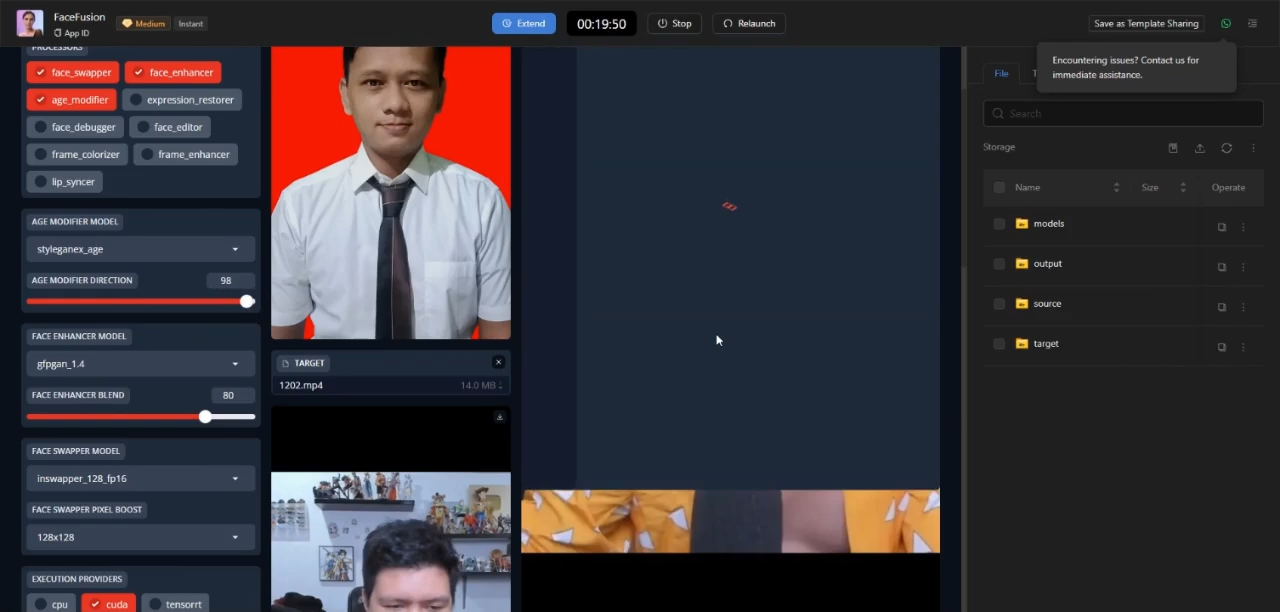 FaceFusion
Medium
Instant
App ID
Extend
00:19:50
Stop
Relaunch
Save as Template Sharing
Encountering issues? Contact us for
immediate assistance.
PROCESSORS
face_swapper
face_enhancer
age_modifier
expression_restorer
face_debugger
face_editor
frame_colorizer
frame_enhancer
lip_syncer
AGE MODIFIER MODEL
styleganex_age
AGE MODIFIER DIRECTION
98
FACE ENHANCER MODEL
gfpgan_1.4
FACE ENHANCER BLEND
80
FACE SWAPPER MODEL
inswapper_128_fp16
FACE SWAPPER PIXEL BOOST
128x128
EXECUTION PROVIDERS
cpu
cuda
tensorrt
TARGET
1202.mp4
14.0 MB
File
Search
Storage
Name
Size
Operate
models
output
source
target